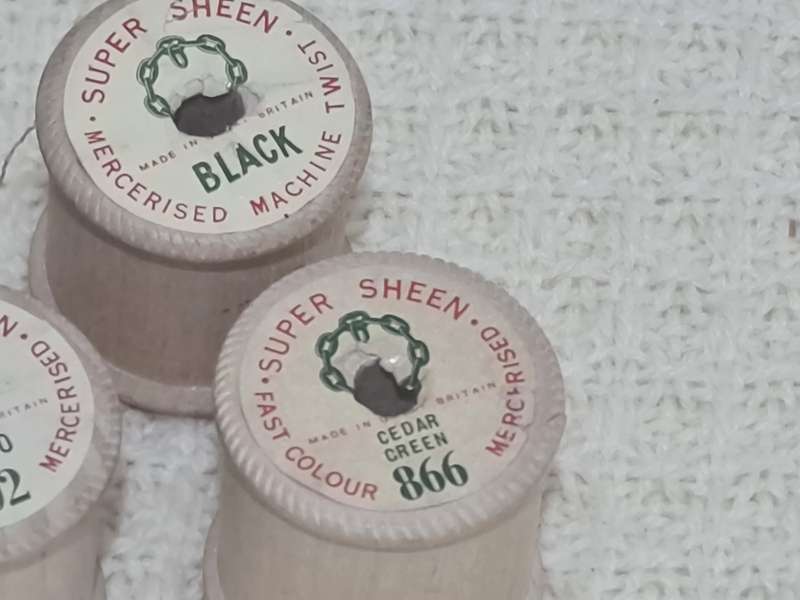 · SUPER SHEEN ·
MERCERISED MACHINE TWIST
MADE IN BRITAIN
BLACK
· SUPER SHEEN · MERCERISED
· FAST COLOUR
MADE IN BRITAIN
CEDAR
GREEN
866
· MERCERISED